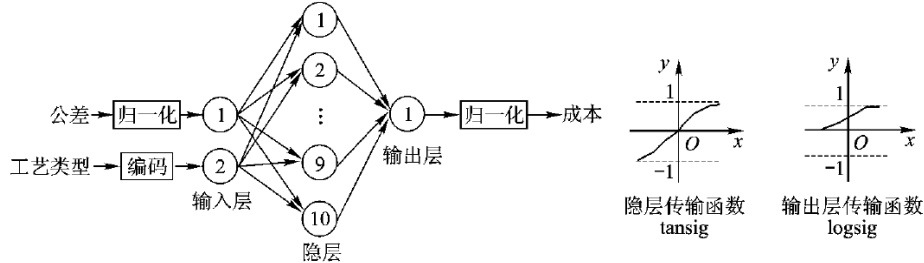 公差
归一化
工艺类型
编码
1
2
输入层
1
2
⋮
9
10
隐层
1
输出层
归一化
成本
y
1
O
x
−1
隐层传输函数
tansig
y
1
O
x
−1
输出层传输函数
logsig